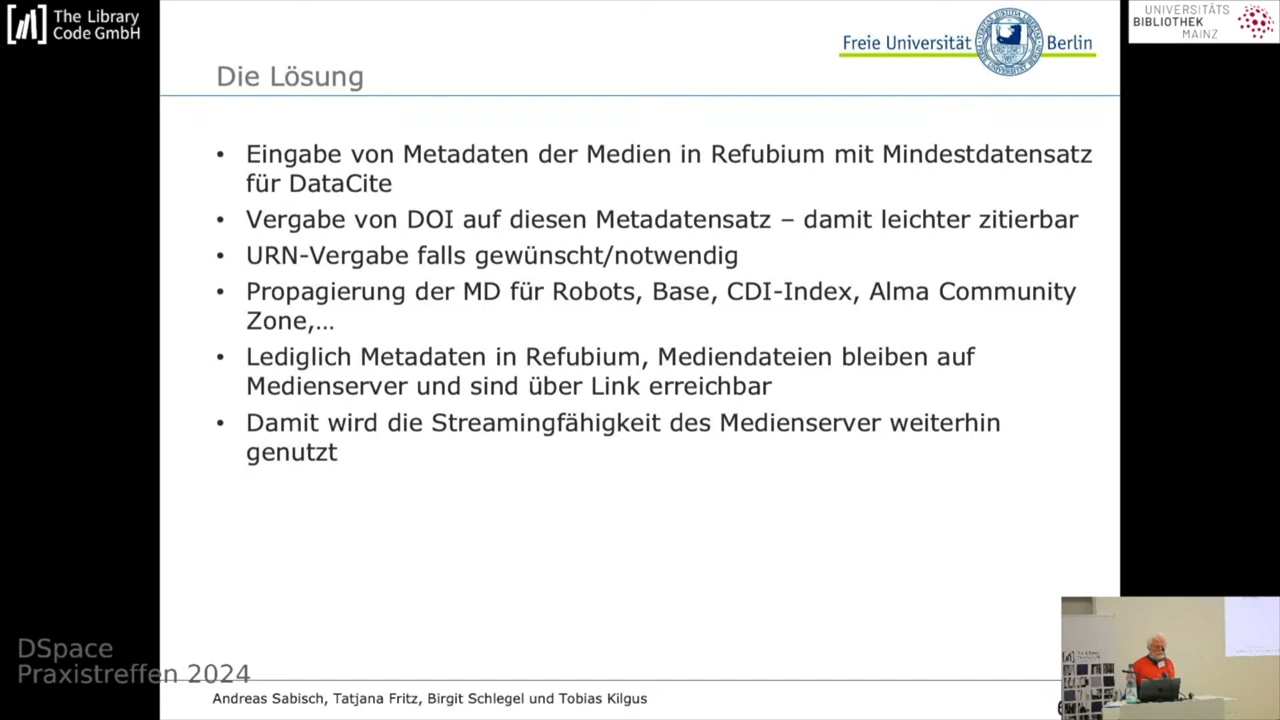 The Library
Code GmbH
UNIVERSITÄTS
BIBLIOTHEK
MAINZ
Freie Universität Berlin
Die Lösung
• Eingabe von Metadaten der Medien in Refubium mit Mindestdatensatz
für DataCite
• Vergabe von DOI auf diesen Metadatensatz – damit leichter zitierbar
• URN-Vergabe falls gewünscht/notwendig
• Propagierung der MD für Robots, Base, CDI-Index, Alma Community
Zone,...
• Lediglich Metadaten in Refubium, Mediendateien bleiben auf
Medienserver und sind über Link erreichbar
• Damit wird die Streamingfähigkeit des Medienserver weiterhin
genutzt
DSpace
Praxistreffen 2024
Andreas Sabisch, Tatjana Fritz, Birgit Schlegel und Tobias Kilgus